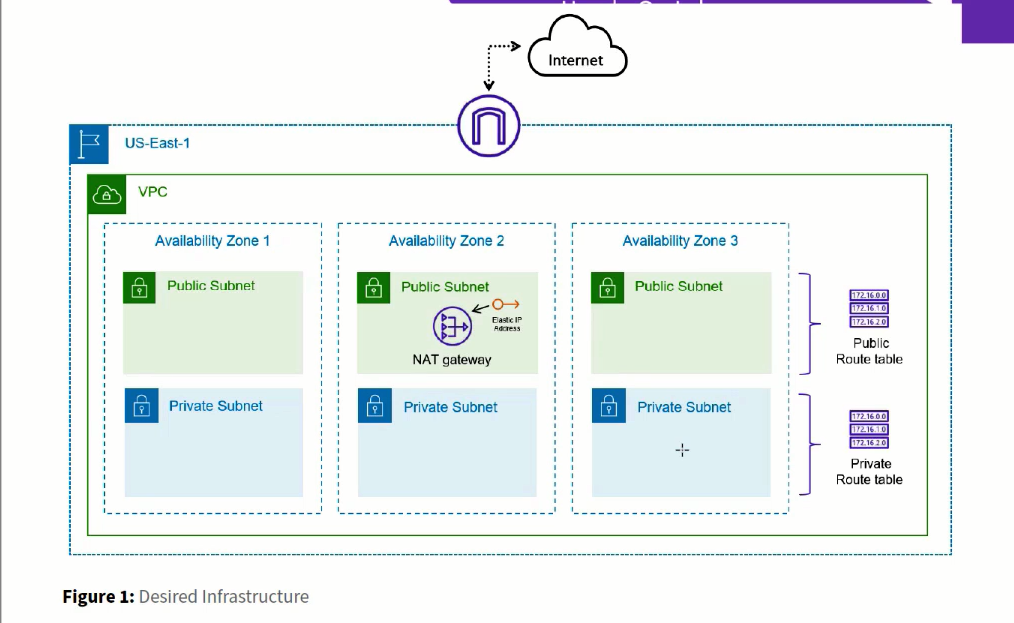 Internet
US-East-1
VPC
Availability Zone 1
Availability Zone 2
Availability Zone 3
Public Subnet
Public Subnet
Public Subnet
Elastic IP
Address
NAT gateway
172.16.0.0
172.16.1.0
172.16.2.0
Public
Route table
Private Subnet
Private Subnet
Private Subnet
172.16.0.0
172.16.1.0
172.16.2.0
Private
Route table
Figure 1: Desired Infrastructure